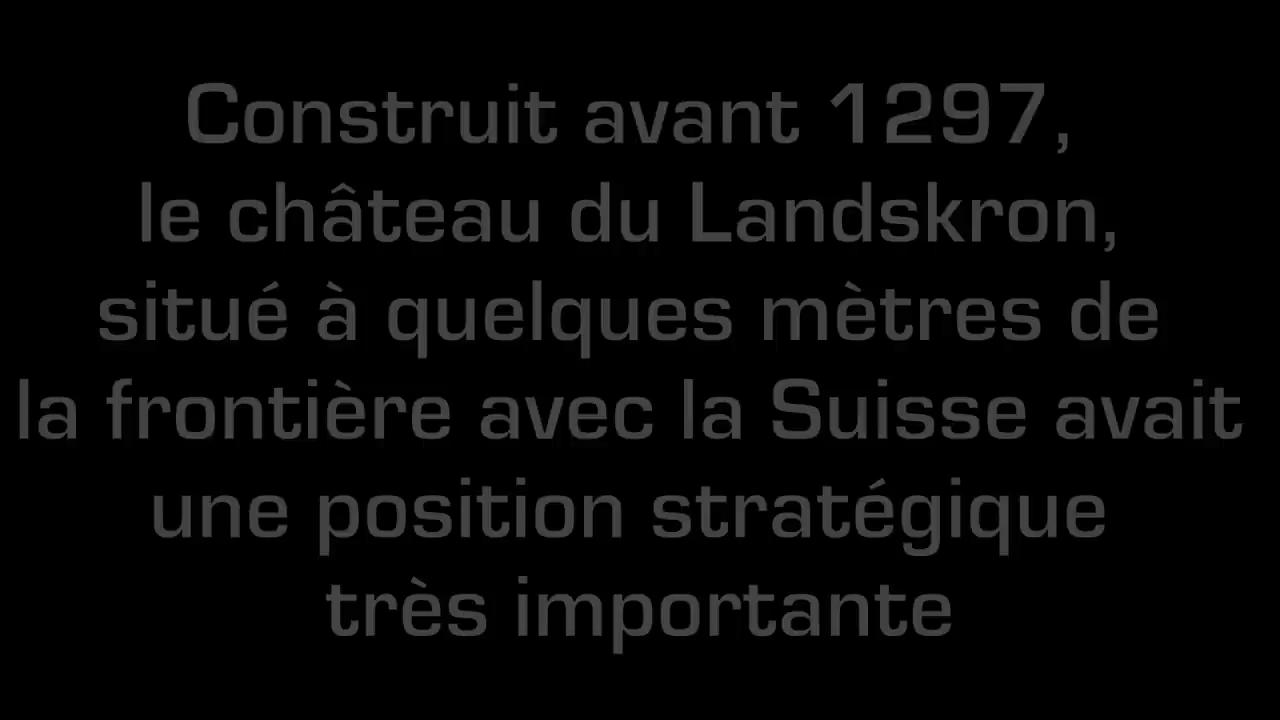 Construit avant 1297,
le château du Landskron,
situé à quelques mètres de
la frontière avec la Suisse avait
une position stratégique
très importante